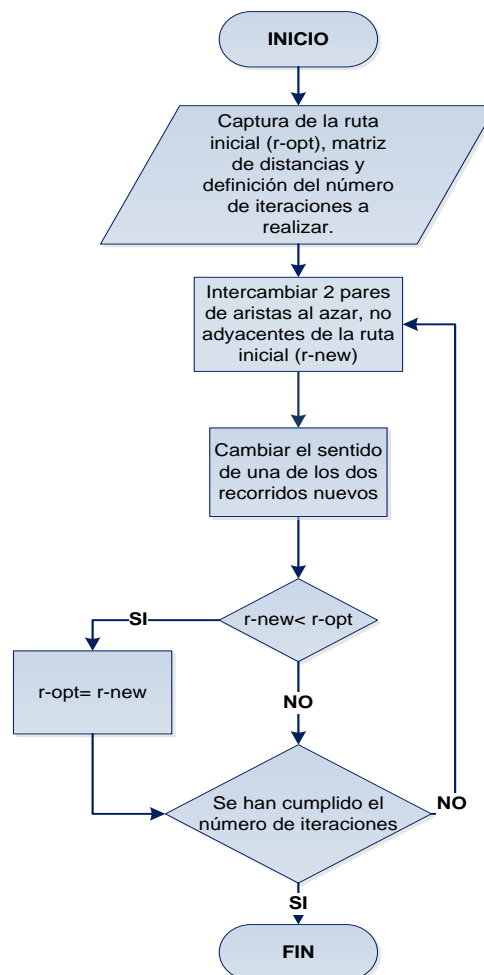 INICIO
Captura de la ruta
inicial (r-opt), matriz
de distancias y
definición del número
de iteraciones a
realizar.
Intercambiar 2 pares
de aristas al azar, no
adyacentes de la ruta
inicial (r-new)
Cambiar el sentido
de una de los dos
recorridos nuevos
r-new< r-opt
SI
r-opt= r-new
NO
Se han cumplido el
número de iteraciones
NO
SI
FIN